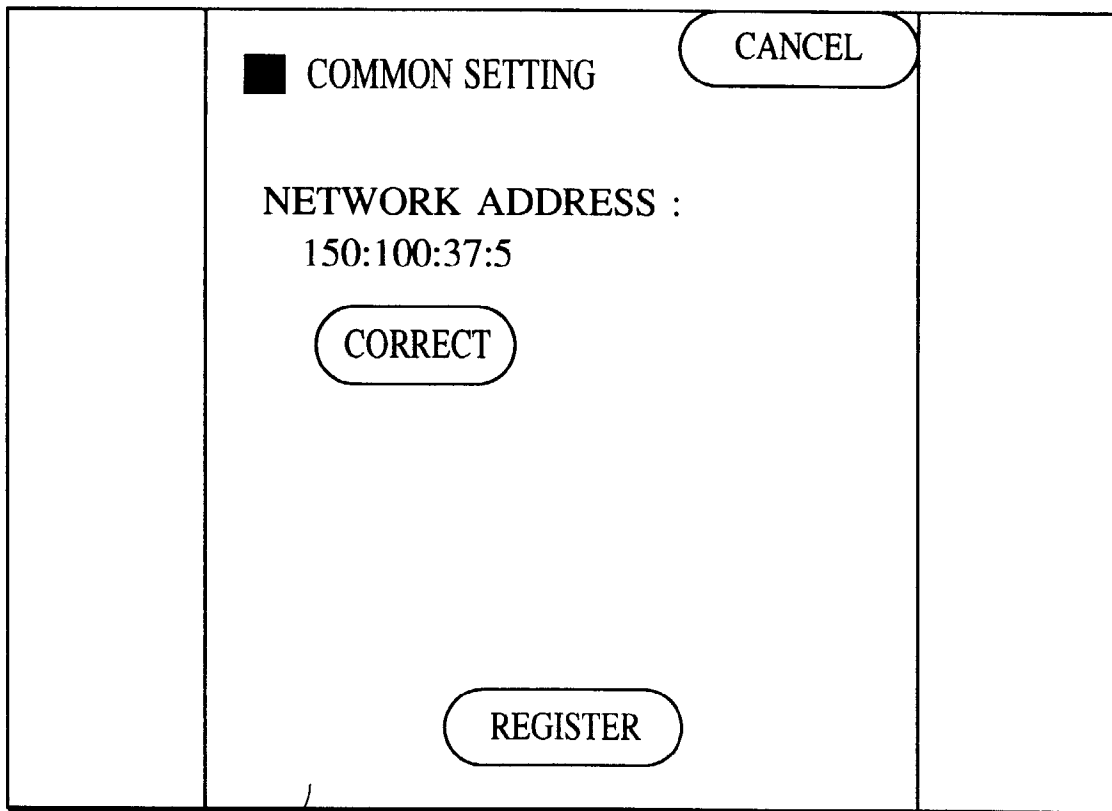 CANCEL
COMMON SETTING
NETWORK ADDRESS :
150:100:37:5
CORRECT
REGISTER